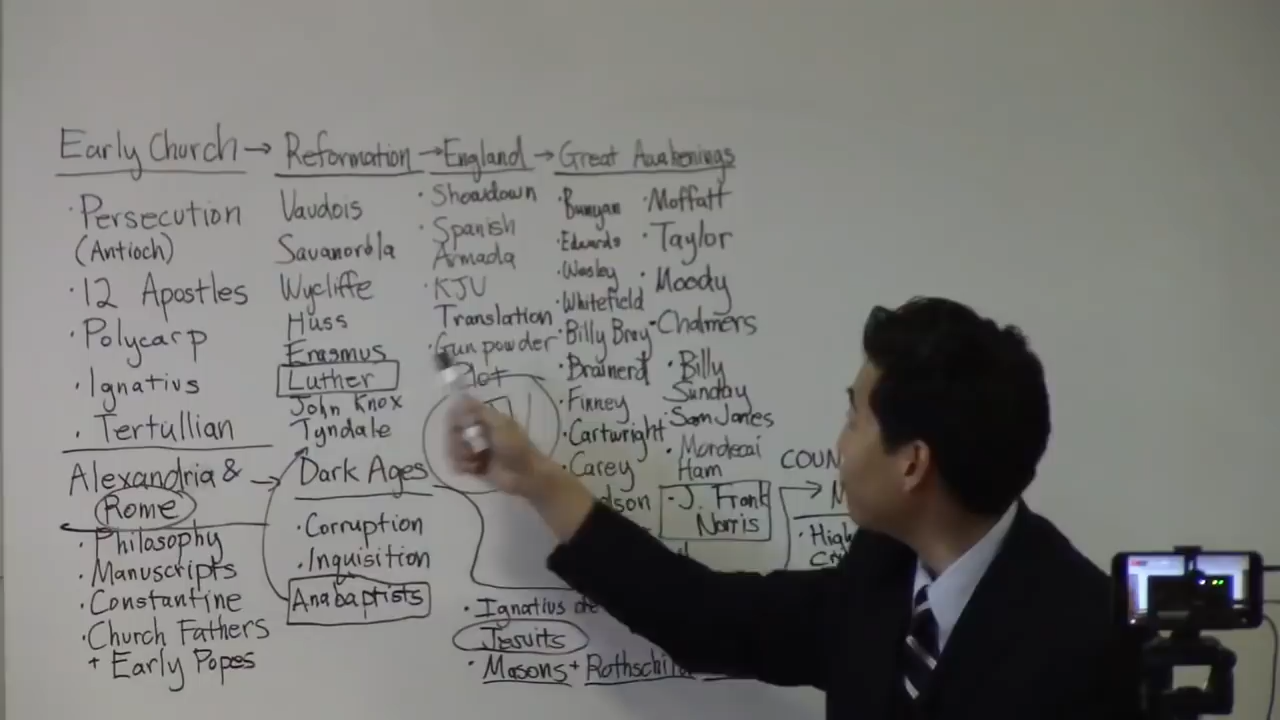 Early Church → Reformation → England → Great Awakenings
· Persecution
(Antioch)
· 12 Apostles
· Polycarp
· Ignatius
· Tertullian
Alexandria & →
Rome
· Philosophy
· Manuscripts
· Constantine
· Church Fathers
+ Early Popes
Vaudois
Savanorola
Wycliffe
Huss
Erasmus
Luther
John Knox
Tyndale
Dark Ages
· Corruption
· Inquisition
Anabaptists
· Showdown
· Spanish
Armada
· KJV
Translation
· Gunpowder
Plot
· Bunyan
· Edwards
· Wesley
· Whitefield
· Billy Bray
· Brainerd
· Finney
· Cartwright
· Carey
· Moffatt
· Taylor
· Moody
· Chalmers
· Billy
Sunday
· Sam Jones
· Mordecai
Ham
· J. Frank
Norris
· Ignatius
Jesuits
· Masons + Rothschild
COUN
· High